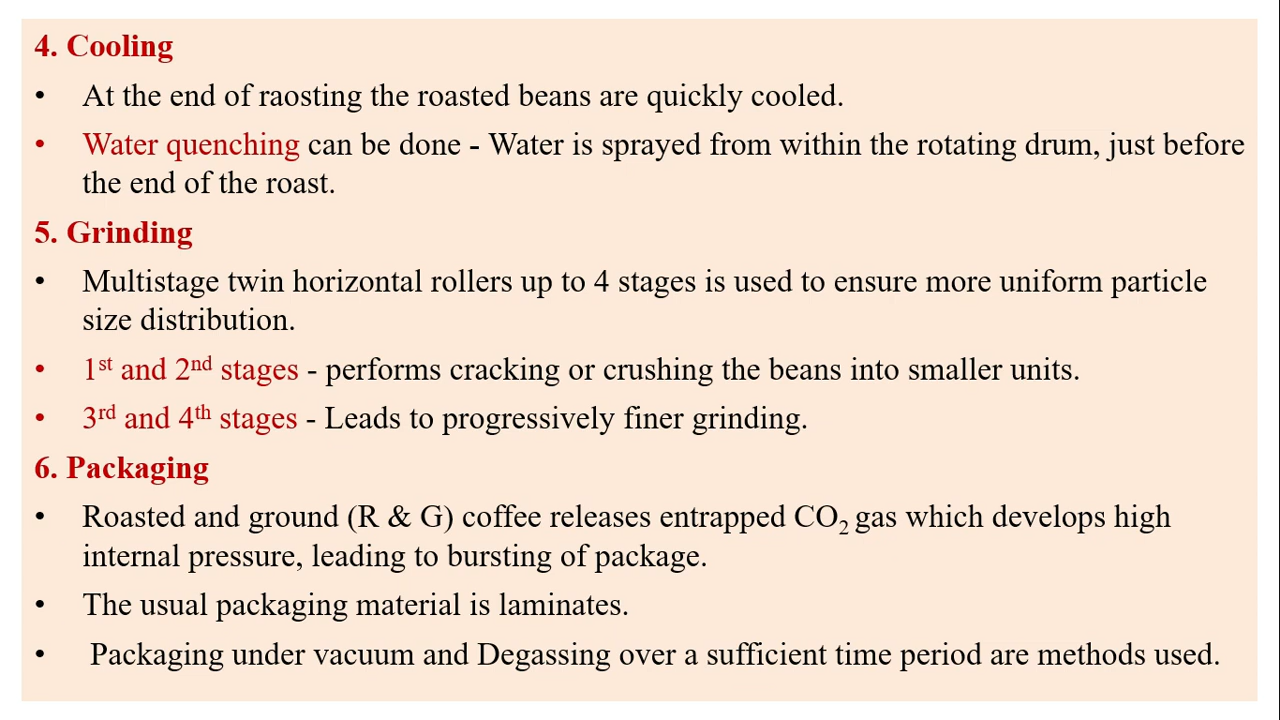 4. Cooling
• At the end of raosting the roasted beans are quickly cooled.
• Water quenching can be done - Water is sprayed from within the rotating drum, just before
the end of the roast.
5. Grinding
• Multistage twin horizontal rollers up to 4 stages is used to ensure more uniform particle
size distribution.
• 1st and 2nd stages - performs cracking or crushing the beans into smaller units.
• 3rd and 4th stages - Leads to progressively finer grinding.
6. Packaging
• Roasted and ground (R & G) coffee releases entrapped CO₂ gas which develops high
internal pressure, leading to bursting of package.
• The usual packaging material is laminates.
• Packaging under vacuum and Degassing over a sufficient time period are methods used.